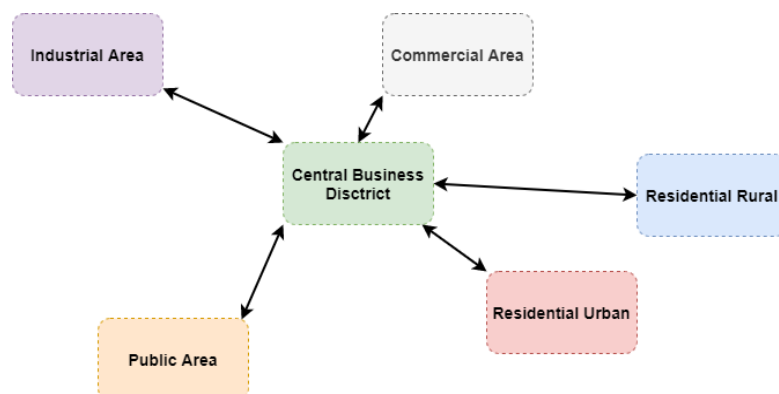 Industrial Area
Commercial Area
Central Business
Disctrict
Residential Rural
Residential Urban
Public Area